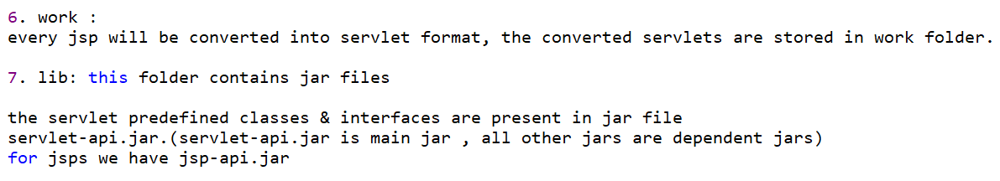 6. work :
every jsp will be converted into servlet format, the converted servlets are stored in work folder.
7. lib: this folder contains jar files
the servlet predefined classes & interfaces are present in jar file
servlet-api.jar.(servlet-api.jar is main jar , all other jars are dependent jars)
for jsps we have jsp-api.jar